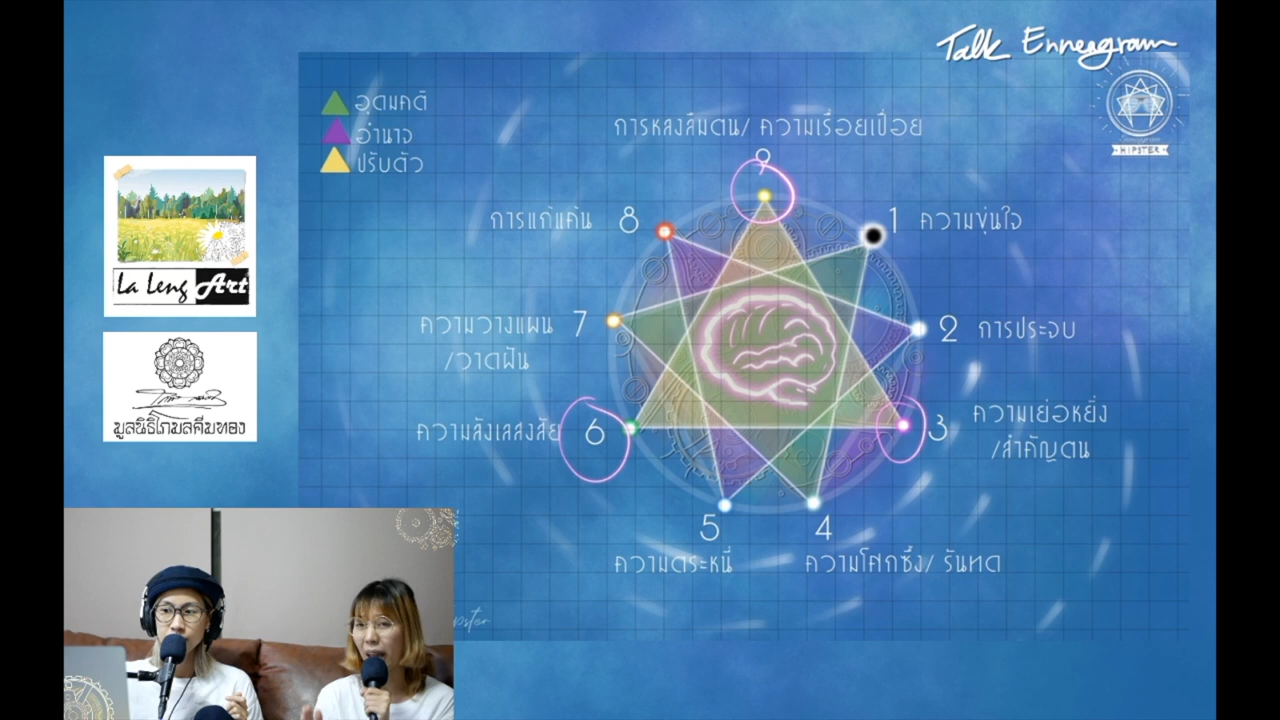 Talk Enneagram
HIPSTER
อุดมคติ
อำนาจ
ปรับตัว
การหลงลืมตน/ ความเรื่อยเปื่อย
9
การแก้แค้น 8
1 ความขุ่นใจ
ความวางแผน 7
/วาดฝัน
2 การประจบ
ความลังเลสงสัย 6
3 ความเย่อหยิ่ง
/สำคัญตน
5
ความตระหนี่
4
ความโศกซึ้ง/ รันทด
La Leng Art
มูลนิธิโกมลคีมทอง